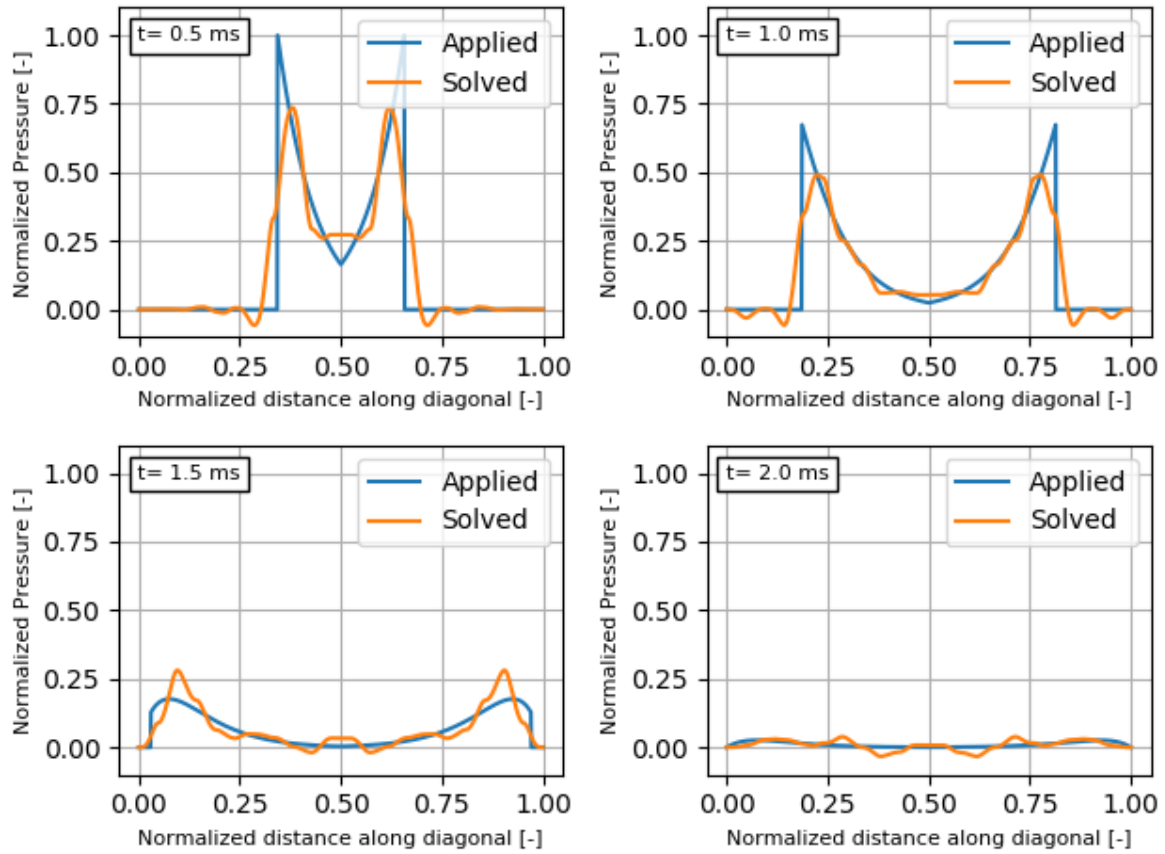 t= 0.5 ms
Applied
Solved
Normalized Pressure [-]
1.00
0.75
0.50
0.25
0.00
0.00 0.25 0.50 0.75 1.00
Normalized distance along diagonal [-]
t= 1.0 ms
Applied
Solved
Normalized Pressure [-]
1.00
0.75
0.50
0.25
0.00
0.00 0.25 0.50 0.75 1.00
Normalized distance along diagonal [-]
t= 1.5 ms
Applied
Solved
Normalized Pressure [-]
1.00
0.75
0.50
0.25
0.00
0.00 0.25 0.50 0.75 1.00
Normalized distance along diagonal [-]
t= 2.0 ms
Applied
Solved
Normalized Pressure [-]
1.00
0.75
0.50
0.25
0.00
0.00 0.25 0.50 0.75 1.00
Normalized distance along diagonal [-]